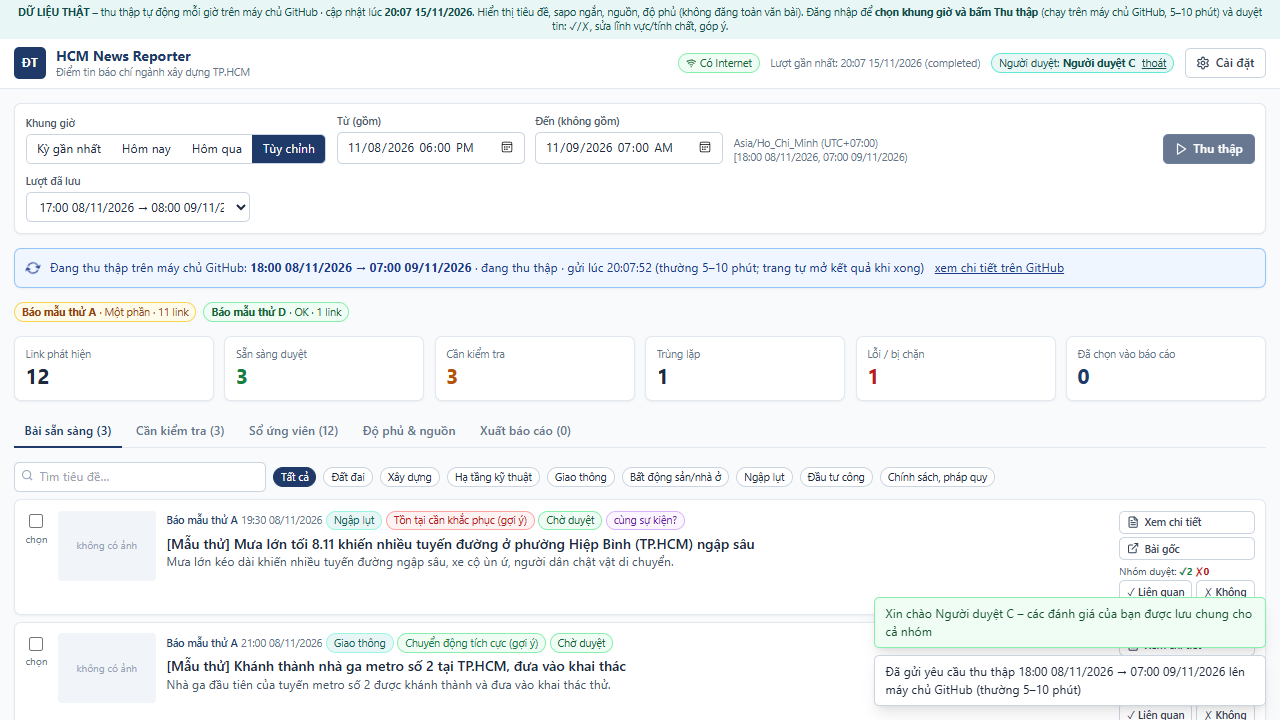 DỮ LIỆU THẬT – thu thập tự động mỗi giờ trên máy chủ GitHub · cập nhật lúc 20:07 15/11/2026. Hiển thị tiêu đề, sapo ngắn, nguồn, độ phủ (không đăng toàn văn bài). Đăng nhập để chọn khung giờ và bấm Thu thập (chạy trên máy chủ GitHub, 5–10 phút) và duyệt
tin: ✓/✗, sửa lĩnh vực/tính chất, góp ý.
ĐT
HCM News Reporter
Điểm tin báo chí ngành xây dựng TP.HCM
Có Internet
Lượt gần nhất: 20:07 15/11/2026 (completed)
Người duyệt: Người duyệt C thoát
Cài đặt
Khung giờ
Kỳ gần nhất
Hôm nay
Hôm qua
Tùy chỉnh
Từ (gồm)
11/08/2026 06:00 PM
Đến (không gồm)
11/09/2026 07:00 AM
Asia/Ho_Chi_Minh (UTC+07:00)
[18:00 08/11/2026, 07:00 09/11/2026)
Thu thập
Lượt đã lưu
17:00 08/11/2026 → 08:00 09/11/2
Đang thu thập trên máy chủ GitHub: 18:00 08/11/2026 → 07:00 09/11/2026 · đang thu thập · gửi lúc 20:07:52 (thường 5–10 phút; trang tự mở kết quả khi xong) xem chi tiết trên GitHub
Báo mẫu thử A · Một phần · 11 link
Báo mẫu thử D · OK · 1 link
Link phát hiện
12
Sẵn sàng duyệt
3
Cần kiểm tra
3
Trùng lặp
1
Lỗi / bị chặn
1
Đã chọn vào báo cáo
0
Bài sẵn sàng (3)
Cần kiểm tra (3)
Sổ ứng viên (12)
Độ phủ & nguồn
Xuất báo cáo (0)
Tìm tiêu đề...
Tất cả
Đất đai
Xây dựng
Hạ tầng kỹ thuật
Giao thông
Bất động sản/nhà ở
Ngập lụt
Đầu tư công
Chính sách, pháp quy
chọn
không có ảnh
Báo mẫu thử A 19:30 08/11/2026 Ngập lụt Tồn tại cần khắc phục (gợi ý) Chờ duyệt cùng sự kiện?
[Mẫu thử] Mưa lớn tối 8.11 khiến nhiều tuyến đường ở phường Hiệp Bình (TP.HCM) ngập sâu
Mưa lớn kéo dài khiến nhiều tuyến đường ngập sâu, xe cộ ùn ứ, người dân chật vật di chuyển.
Xem chi tiết
Bài gốc
Nhóm duyệt: ✓2 ✗0
✓ Liên quan
✗ Không
chọn
không có ảnh
Báo mẫu thử A 21:00 08/11/2026 Giao thông Chuyển động tích cực (gợi ý) Chờ duyệt
[Mẫu thử] Khánh thành nhà ga metro số 2 tại TP.HCM, đưa vào khai thác
Nhà ga đầu tiên của tuyến metro số 2 được khánh thành và đưa vào khai thác thử.
Xin chào Người duyệt C – các đánh giá của bạn được lưu chung cho
cả nhóm
Đã gửi yêu cầu thu thập 18:00 08/11/2026 → 07:00 09/11/2026 lên
máy chủ GitHub (thường 5–10 phút)
✓ Liên quan
✗ Không